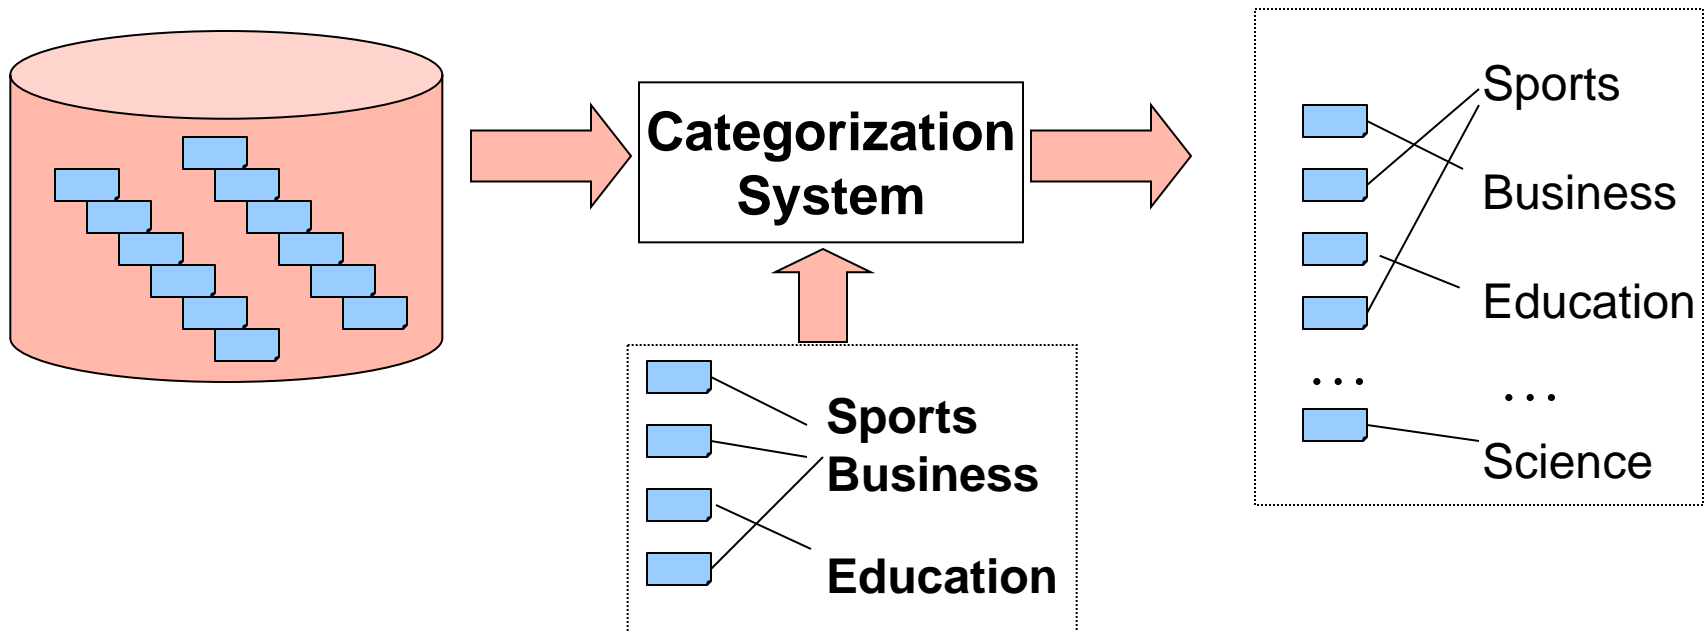 Categorization
System
Sports
Business
Education
Sports
Business
Education
. . .
. . .
Science